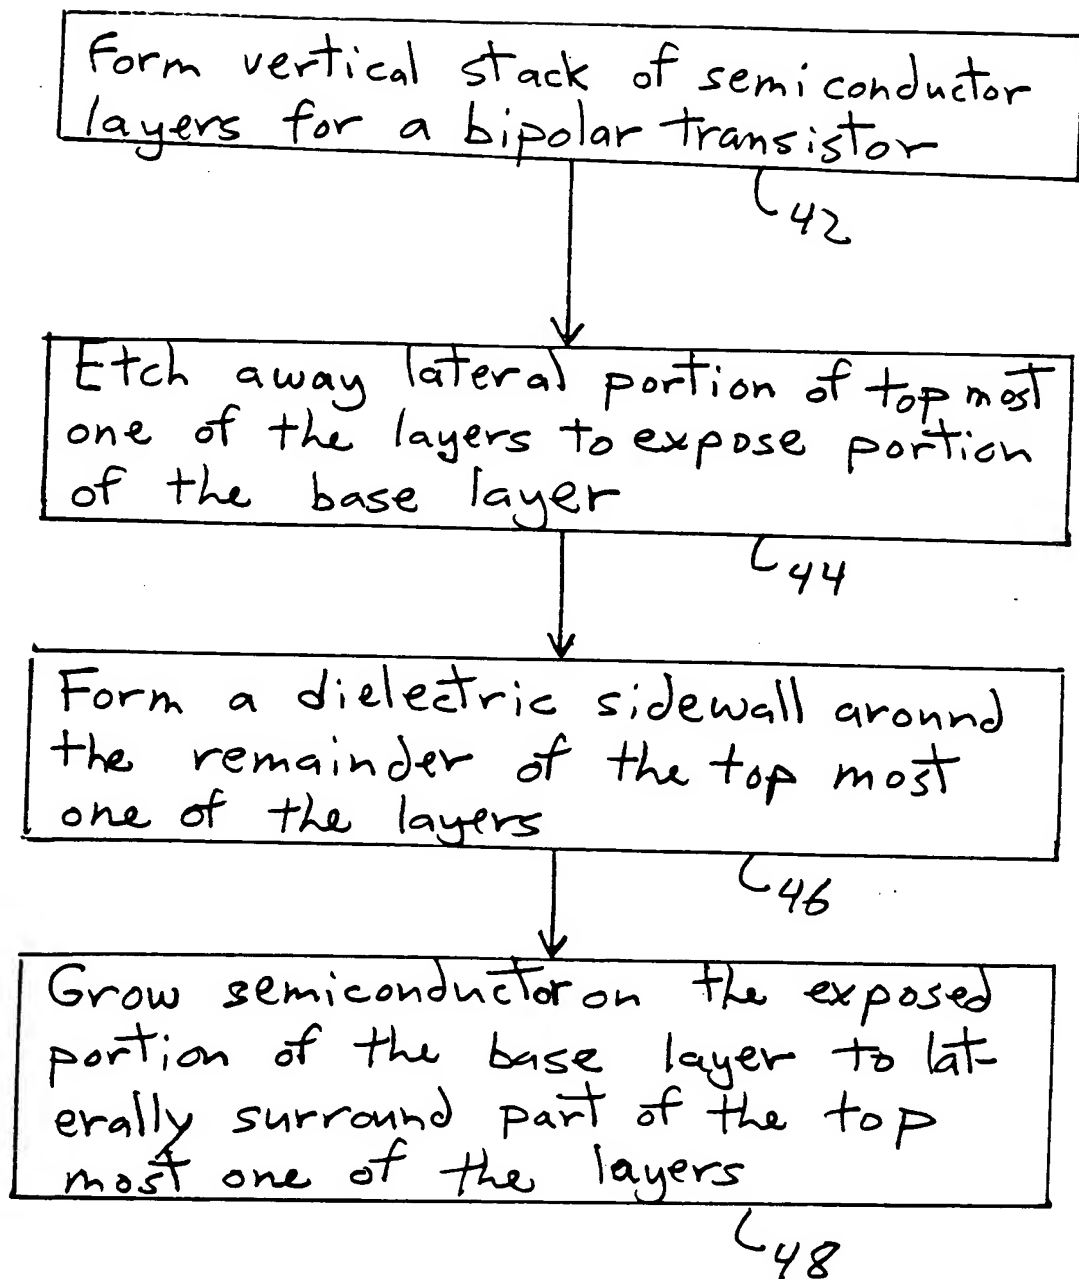 Form vertical stack of semiconductor
layers for a bipolar transistor
42
Etch away lateral portion of top most
one of the layers to expose portion
of the base layer
44
Form a dielectric sidewall around
the remainder of the top most
one of the layers
46
Grow semiconductor on the exposed
portion of the base layer to lat-
erally surround part of the top
most one of the layers
48